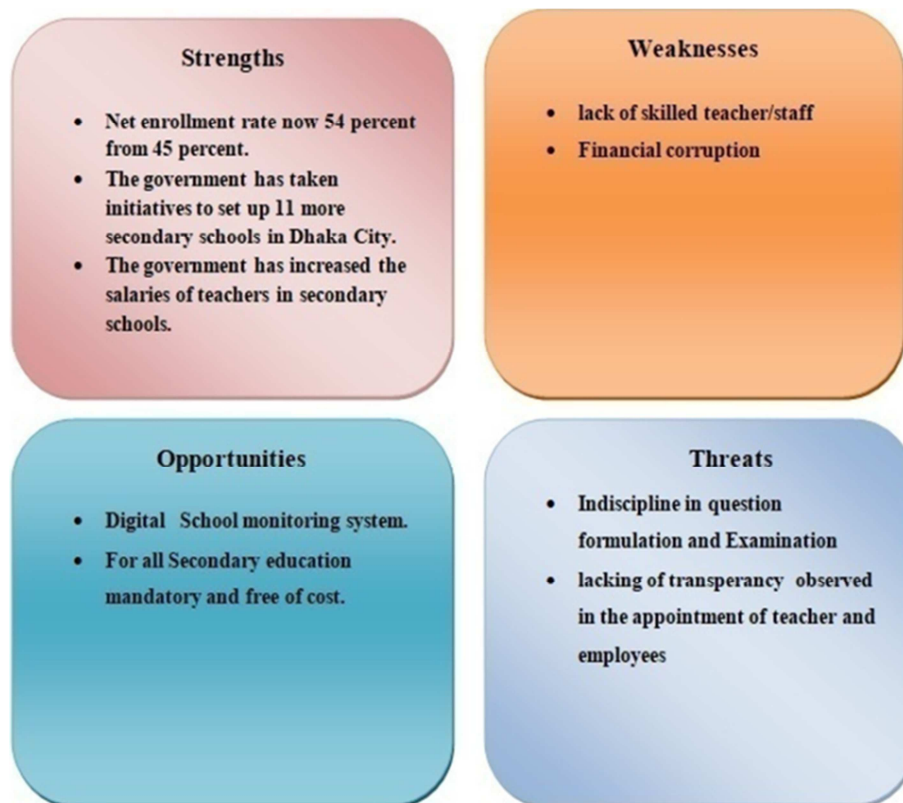 Strengths
• Net enrollment rate now 54 percent
from 45 percent.
• The government has taken
initiatives to set up 11 more
secondary schools in Dhaka City.
• The government has increased the
salaries of teachers in secondary
schools.
Weaknesses
• lack of skilled teacher/staff
• Financial corruption
Opportunities
• Digital School monitoring system.
• For all Secondary education
mandatory and free of cost.
Threats
• Indiscipline in question
formulation and Examination
• lacking of transperancy observed
in the appointment of teacher and
employees